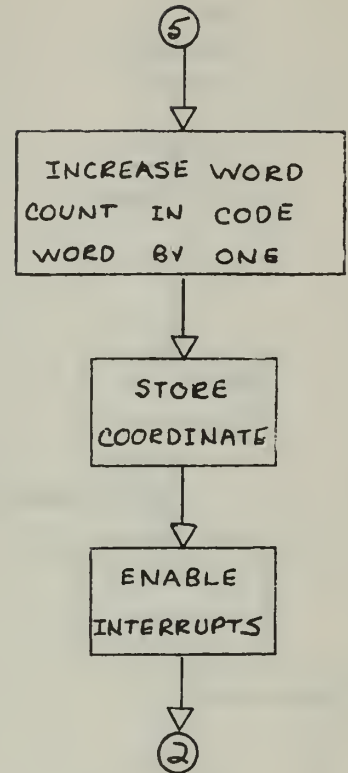 5
INCREASE WORD
COUNT IN CODE
WORD BY ONE
STORE
COORDINATE
ENABLE
INTERRUPTS
2